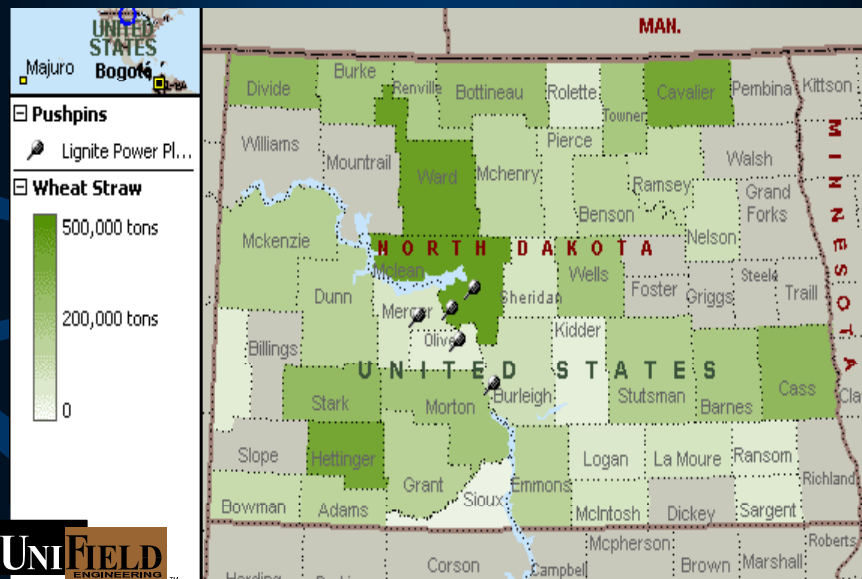 UNITED
STATES
Majuro
Bogotá
Pushpins
Lignite Power Pl...
Wheat Straw
500,000 tons
200,000 tons
0
MAN.
Divide
Burke
Renville
Bottineau
Rolette
Towner
Cavalier
Pembina
Kittson
Williams
Mountrail
Ward
Mchenry
Pierce
Ramsey
Walsh
Benson
Grand
Forks
Nelson
MINNESOTA
Mckenzie
NORTH DAKOTA
Mclean
Dunn
Mercer
Sheridan
Wells
Foster
Griggs
Steele
Traill
Billings
Oliver
Kidder
UNITED STATES
Stark
Morton
Burleigh
Stutsman
Barnes
Cass
Cla
Slope
Hettinger
Grant
Sioux
Emmons
Logan
La Moure
Ransom
Richland
Bowman
Adams
McIntosh
Dickey
Sargent
Corson
Campbell
Mcpherson
Brown
Marshall
Roberts
Harding
UNIFIELD
ENGINEERING™